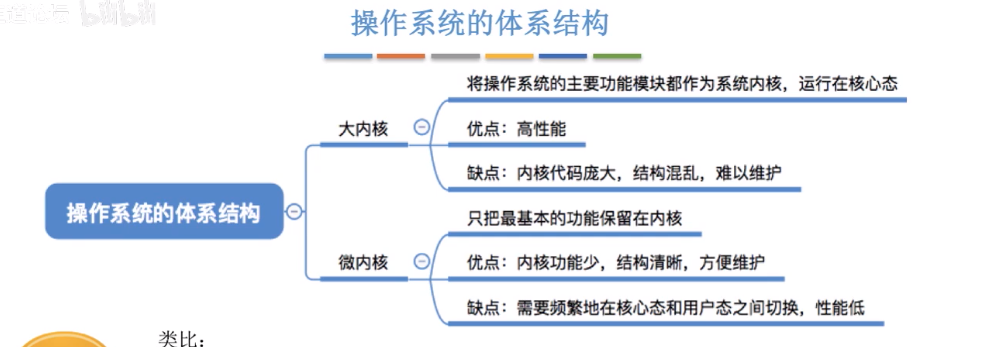 bilibili
操作系统的体系结构
将操作系统的主要功能模块都作为系统内核，运行在核心态
大内核
优点：高性能
缺点：内核代码庞大，结构混乱，难以维护
操作系统的体系结构
只把最基本的功能保留在内核
微内核
优点：内核功能少，结构清晰，方便维护
缺点：需要频繁地在核心态和用户态之间切换，性能低
类比：